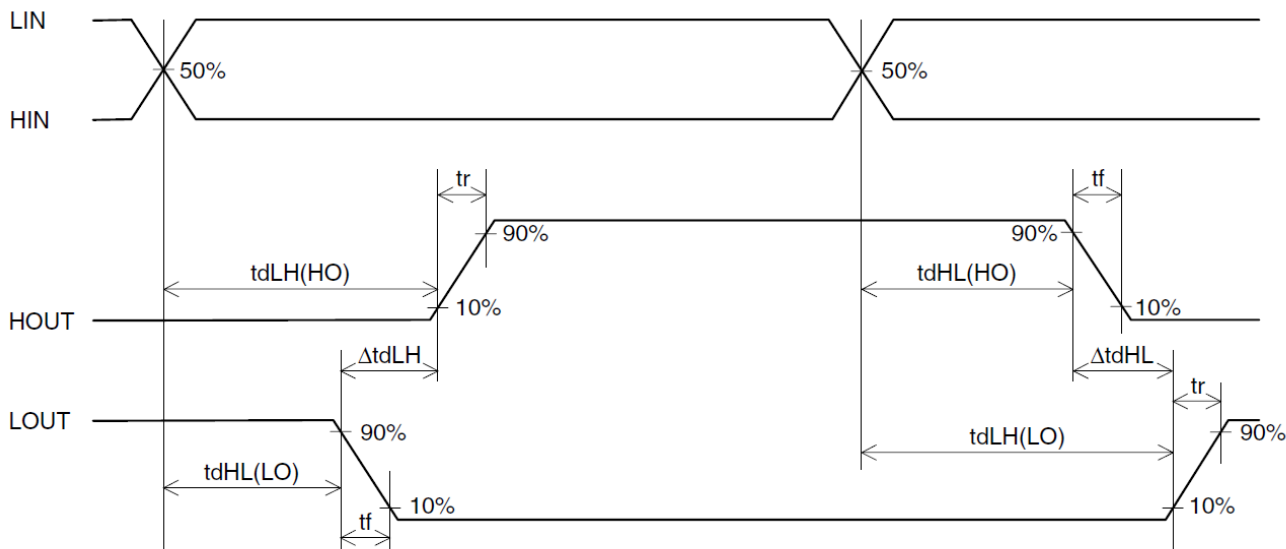 LIN
50% 50%
HIN
tr tf
90% 90%
tdLH(HO) tdHL(HO)
10% 10%
HOUT
ΔtdLH ΔtdHL
tr
LOUT
90% 90%
tdLH(LO)
tdHL(LO)
10% 10%
tf